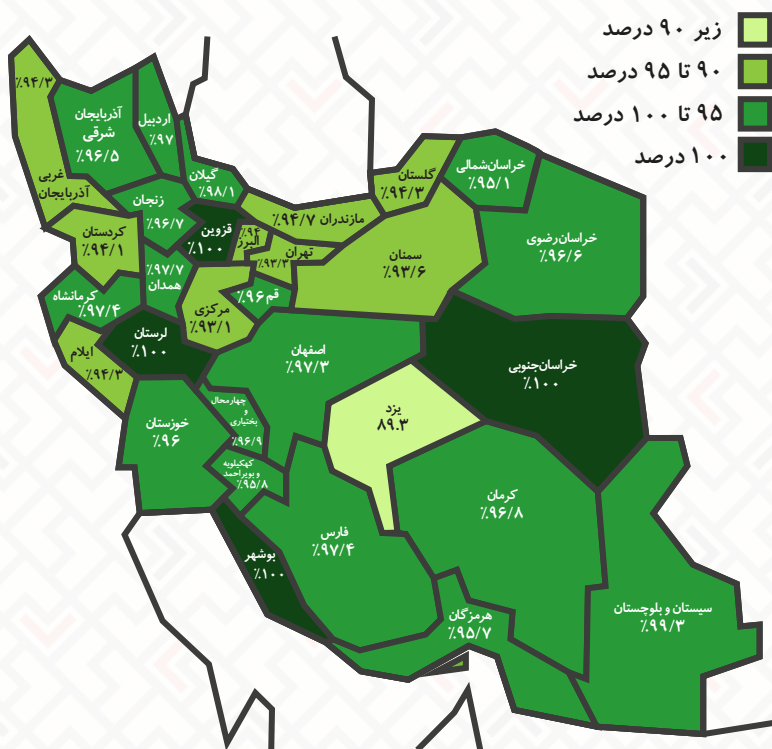 زیر ۹۰ درصد
۹۰ تا ۹۵ درصد
۹۵ تا ۱۰۰ درصد
۱۰۰ درصد
٪۹۴/۳
غربی
آذربایجان
آذربایجان
شرقی
٪۹۶/۵
اردبیل
٪۹۷
گیلان
٪۹۸/۱
زنجان
٪۹۶/۷
کردستان
٪۹۴/۱
قزوین
٪۱۰۰
٪۹۴
البرز
مازندران ٪۹۴/۷
گلستان
٪۹۴/۳
خراسان‌شمالی
٪۹۵/۱
خراسان‌رضوی
٪۹۶/۶
سمنان
٪۹۳/۶
تهران
٪۹۳/۳
قم ٪۹۶
مرکزی
٪۹۳/۱
٪۹۷/۷
همدان
کرمانشاه
٪۹۷/۴
ایلام
٪۹۴/۳
لرستان
٪۱۰۰
اصفهان
٪۹۷/۳
خراسان‌جنوبی
٪۱۰۰
یزد
۸۹.۳
چهارمحال
و
بختیاری
٪۹۶/۹
خوزستان
٪۹۶
کهکیلویه
و بویراحمد
٪۹۵/۸
کرمان
٪۹۶/۸
فارس
٪۹۷/۴
بوشهر
٪۱۰۰
هرمزگان
٪۹۵/۷
سیستان و بلوچستان
٪۹۹/۳